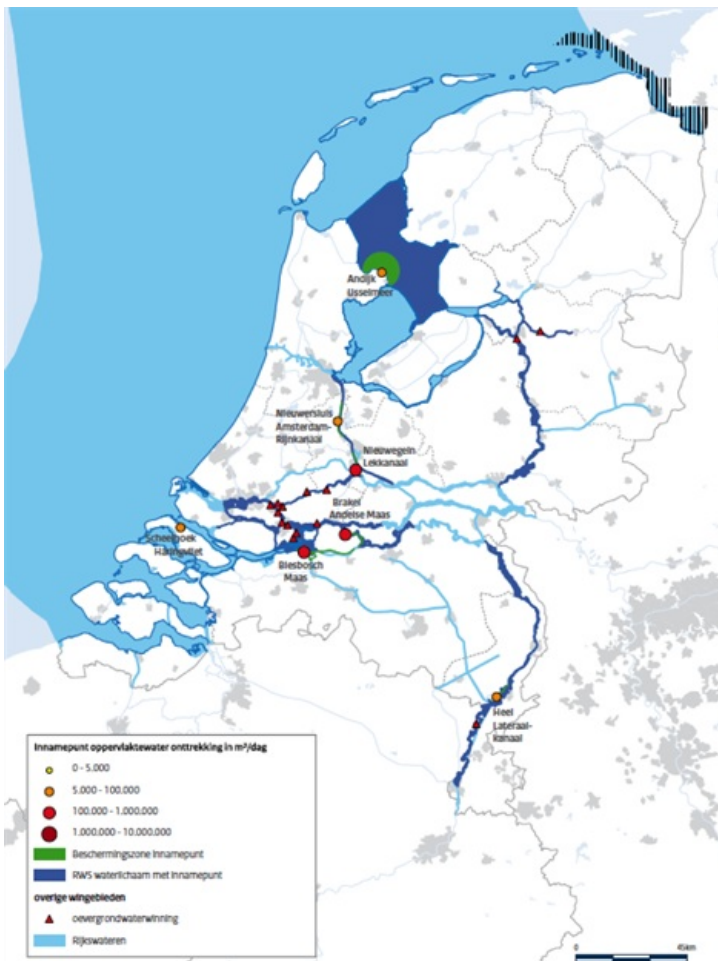 Andijk
IJsselmeer
Nieuwersluis
Amsterdam-
Rijnkanaal
Nieuwegein
Lekkanaal
Brakel
Andelse Maas
Scheelhoek
Haringvliet
Biesbosch
Maas
Heel
Lateraal-
kanaal
Innamepunt oppervlaktewater onttrekking in m³/dag
0 - 5.000
5.000 - 100.000
100.000 - 1.000.000
1.000.000 - 10.000.000
Beschermingszone Innamepunt
RWS waterlichaam met innamepunt
overige wingebieden
oevergrondwaterwinning
Rijkswateren
0 45km